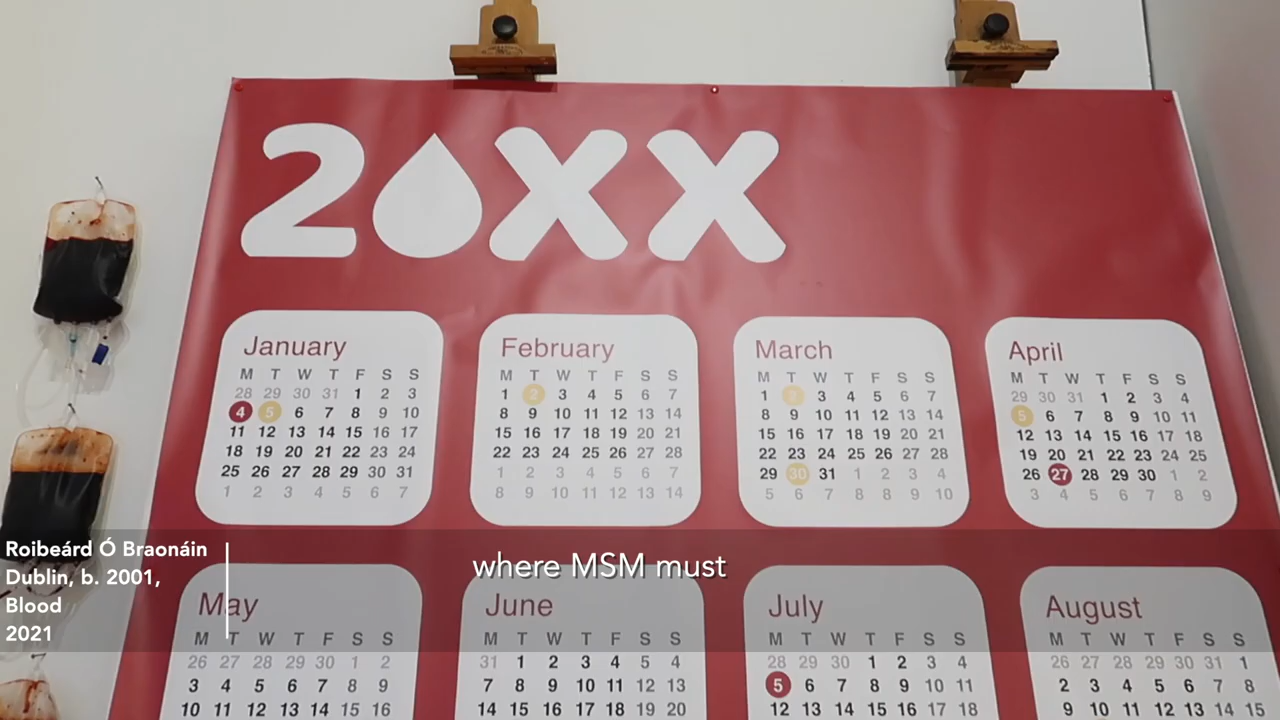 20XX
January
M T W T F S S
28 29 30 31 1 2 3
4 5 6 7 8 9 10
11 12 13 14 15 16 17
18 19 20 21 22 23 24
25 26 27 28 29 30 31
1 2 3 4 5 6 7
February
M T W T F S S
1 2 3 4 5 6 7
8 9 10 11 12 13 14
15 16 17 18 19 20 21
22 23 24 25 26 27 28
1 2 3 4 5 6 7
8 9 10 11 12 13 14
March
M T W T F S S
1 2 3 4 5 6 7
8 9 10 11 12 13 14
15 16 17 18 19 20 21
22 23 24 25 26 27 28
29 30 31 1 2 3 4
5 6 7 8 8 9 10
April
M T W T F S S
29 30 31 1 2 3 4
5 6 7 8 9 10 11
12 13 14 15 16 17 18
19 20 21 22 23 24 25
26 27 28 29 30 1 2
3 4 5 6 7 8 9
Roibeárd Ó Braonáin
Dublin, b. 2001,
Blood
2021
where MSM must
May
M T W T F S S
26 27 28 29 30 1 2
3 4 5 6 7 8 9
10 11 12 13 14 15 16
June
M T W T F S S
31 1 2 3 4 5 4
7 8 9 10 11 12 13
14 15 16 17 18 19 20
July
M T W T F S S
28 29 30 1 2 3 4
5 6 7 8 9 10 11
12 13 14 15 16 17 18
August
M T W T F S S
26 27 28 29 30 31 1
2 3 4 5 6 7 8
9 10 11 12 13 14 15